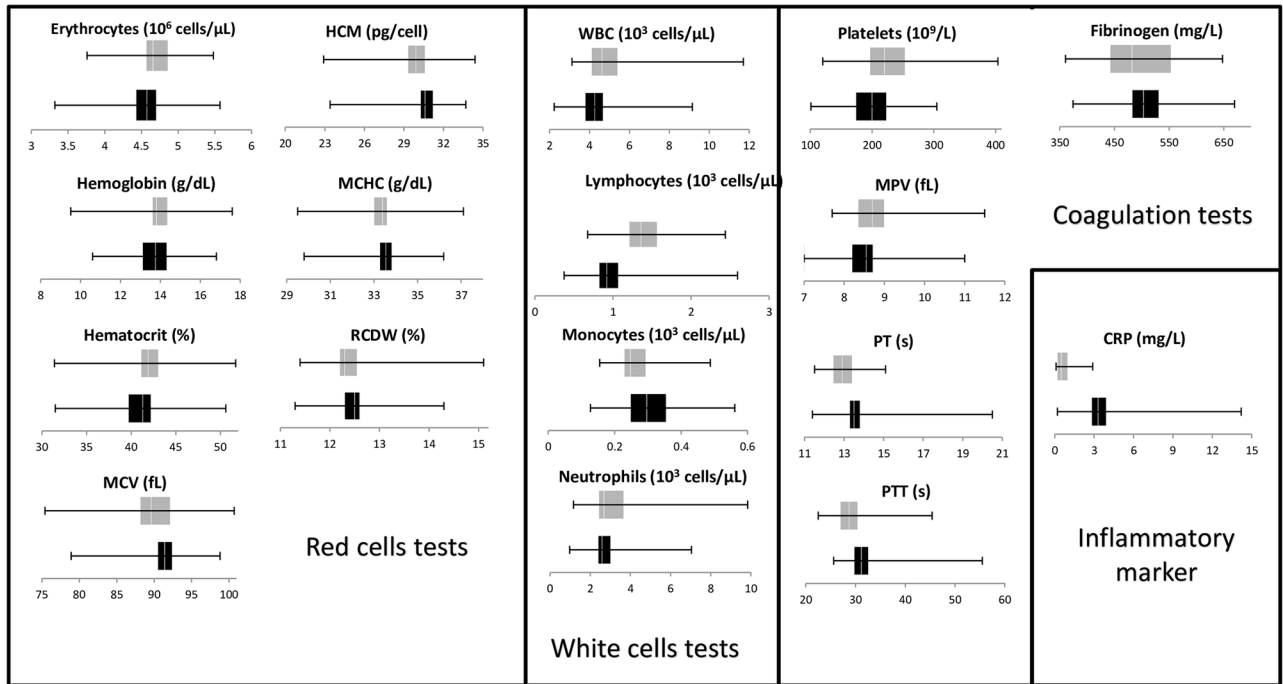 Erythrocytes (10⁶ cells/µL)
3 3.5 4 4.5 5 5.5 6
HCM (pg/cell)
20 25 30 35
Hemoglobin (g/dL)
8 10 12 14 16 18
MCHC (g/dL)
29 31 33 35 37
Hematocrit (%)
30 35 40 45 50
RCDW (%)
11 12 13 14 15
MCV (fL)
75 80 85 90 95 100
Red cells tests
WBC (10³ cells/µL)
2 4 6 8 10 12
Lymphocytes (10³ cells/µL)
0 1 2 3
Monocytes (10³ cells/µL)
0 0.2 0.4 0.6
Neutrophils (10³ cells/µL)
0 2 4 6 8 10
White cells tests
Platelets (10⁹/L)
100 200 300 400
MPV (fL)
7 8 9 10 11 12
PT (s)
11 13 15 17 19 21
PTT (s)
20 30 40 50 60
Fibrinogen (mg/L)
350 450 550 650
Coagulation tests
CRP (mg/L)
0 3 6 9 12 15
Inflammatory
marker